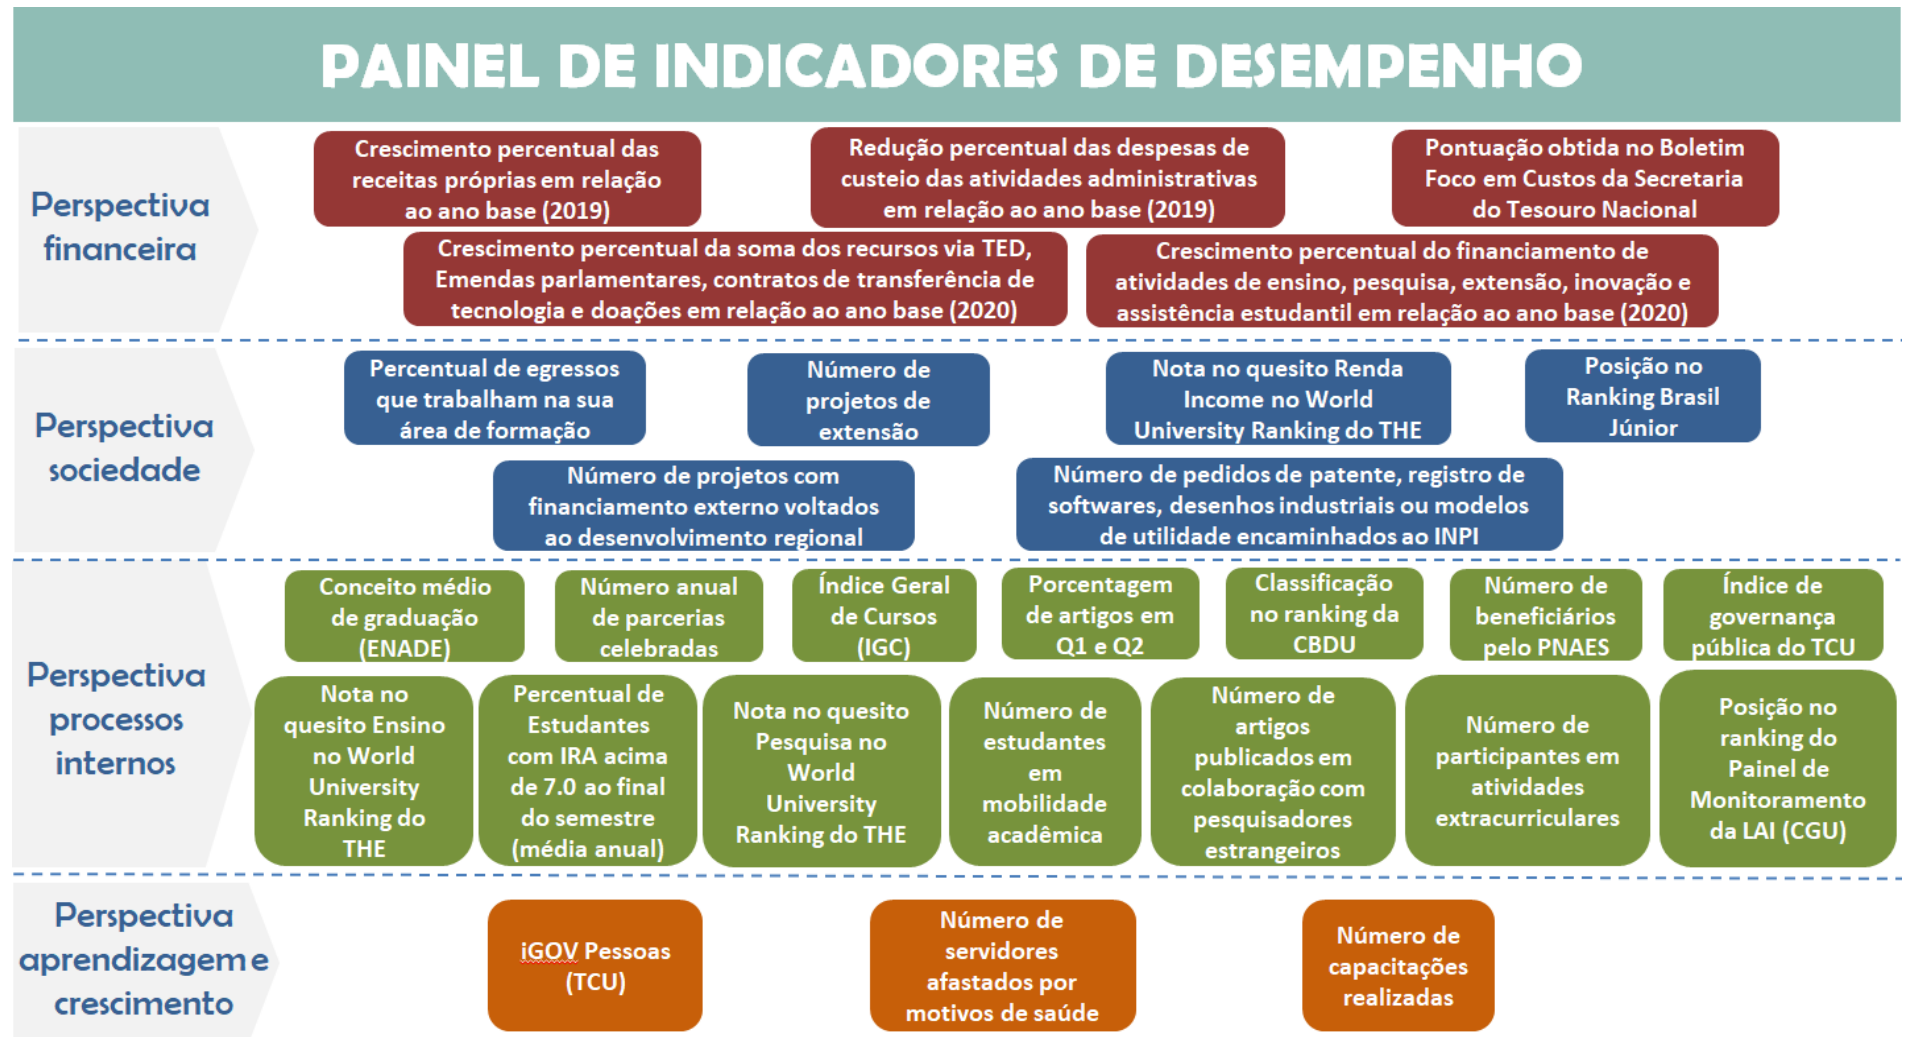 PAINEL DE INDICADORES DE DESEMPENHO
Perspectiva
financeira
Crescimento percentual das
receitas próprias em relação
ao ano base (2019)
Redução percentual das despesas de
custeio das atividades administrativas
em relação ao ano base (2019)
Pontuação obtida no Boletim
Foco em Custos da Secretaria
do Tesouro Nacional
Crescimento percentual da soma dos recursos via TED,
Emendas parlamentares, contratos de transferência de
tecnologia e doações em relação ao ano base (2020)
Crescimento percentual do financiamento de
atividades de ensino, pesquisa, extensão, inovação e
assistência estudantil em relação ao ano base (2020)
Perspectiva
sociedade
Percentual de egressos
que trabalham na sua
área de formação
Número de
projetos de
extensão
Nota no quesito Renda
Income no World
University Ranking do THE
Posição no
Ranking Brasil
Júnior
Número de projetos com
financiamento externo voltados
ao desenvolvimento regional
Número de pedidos de patente, registro de
softwares, desenhos industriais ou modelos
de utilidade encaminhados ao INPI
Perspectiva
processos
internos
Conceito médio
de graduação
(ENADE)
Número anual
de parcerias
celebradas
Índice Geral
de Cursos
(IGC)
Porcentagem
de artigos em
Q1 e Q2
Classificação
no ranking da
CBDU
Número de
beneficiários
pelo PNAES
Índice de
governança
pública do TCU
Nota no
quesito Ensino
no World
University
Ranking do
THE
Percentual de
Estudantes
com IRA acima
de 7.0 ao final
do semestre
(média anual)
Nota no quesito
Pesquisa no
World
University
Ranking do THE
Número de
estudantes
em
mobilidade
acadêmica
Número de
artigos
publicados em
colaboração com
pesquisadores
estrangeiros
Número de
participantes em
atividades
extracurriculares
Posição no
ranking do
Painel de
Monitoramento
da LAI (CGU)
Perspectiva
aprendizagem e
crescimento
iGOV Pessoas
(TCU)
Número de
servidores
afastados por
motivos de saúde
Número de
capacitações
realizadas